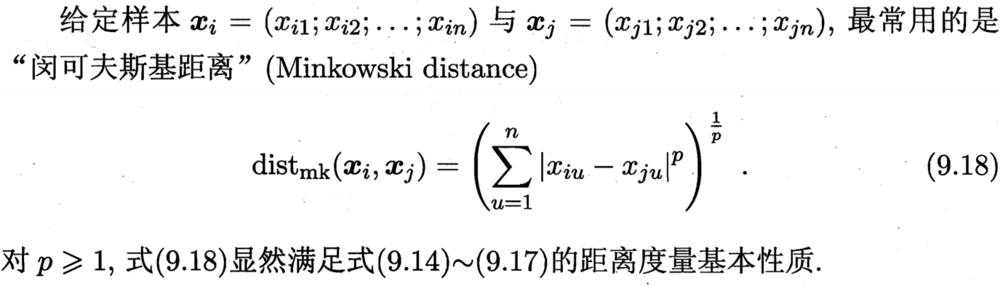 给定样本 $\boldsymbol{x}_i = (x_{i1}; x_{i2}; \ldots; x_{in})$ 与 $\boldsymbol{x}_j = (x_{j1}; x_{j2}; \ldots; x_{jn})$, 最常用的是
“闵可夫斯基距离” (Minkowski distance)
$\text{dist}_{\text{mk}}(\boldsymbol{x}_i, \boldsymbol{x}_j) = \left( \sum_{u=1}^{n} |x_{iu} - x_{ju}|^p \right)^{\frac{1}{p}}$ . (9.18)
对 $p \geqslant 1$, 式(9.18)显然满足式(9.14)~(9.17)的距离度量基本性质.